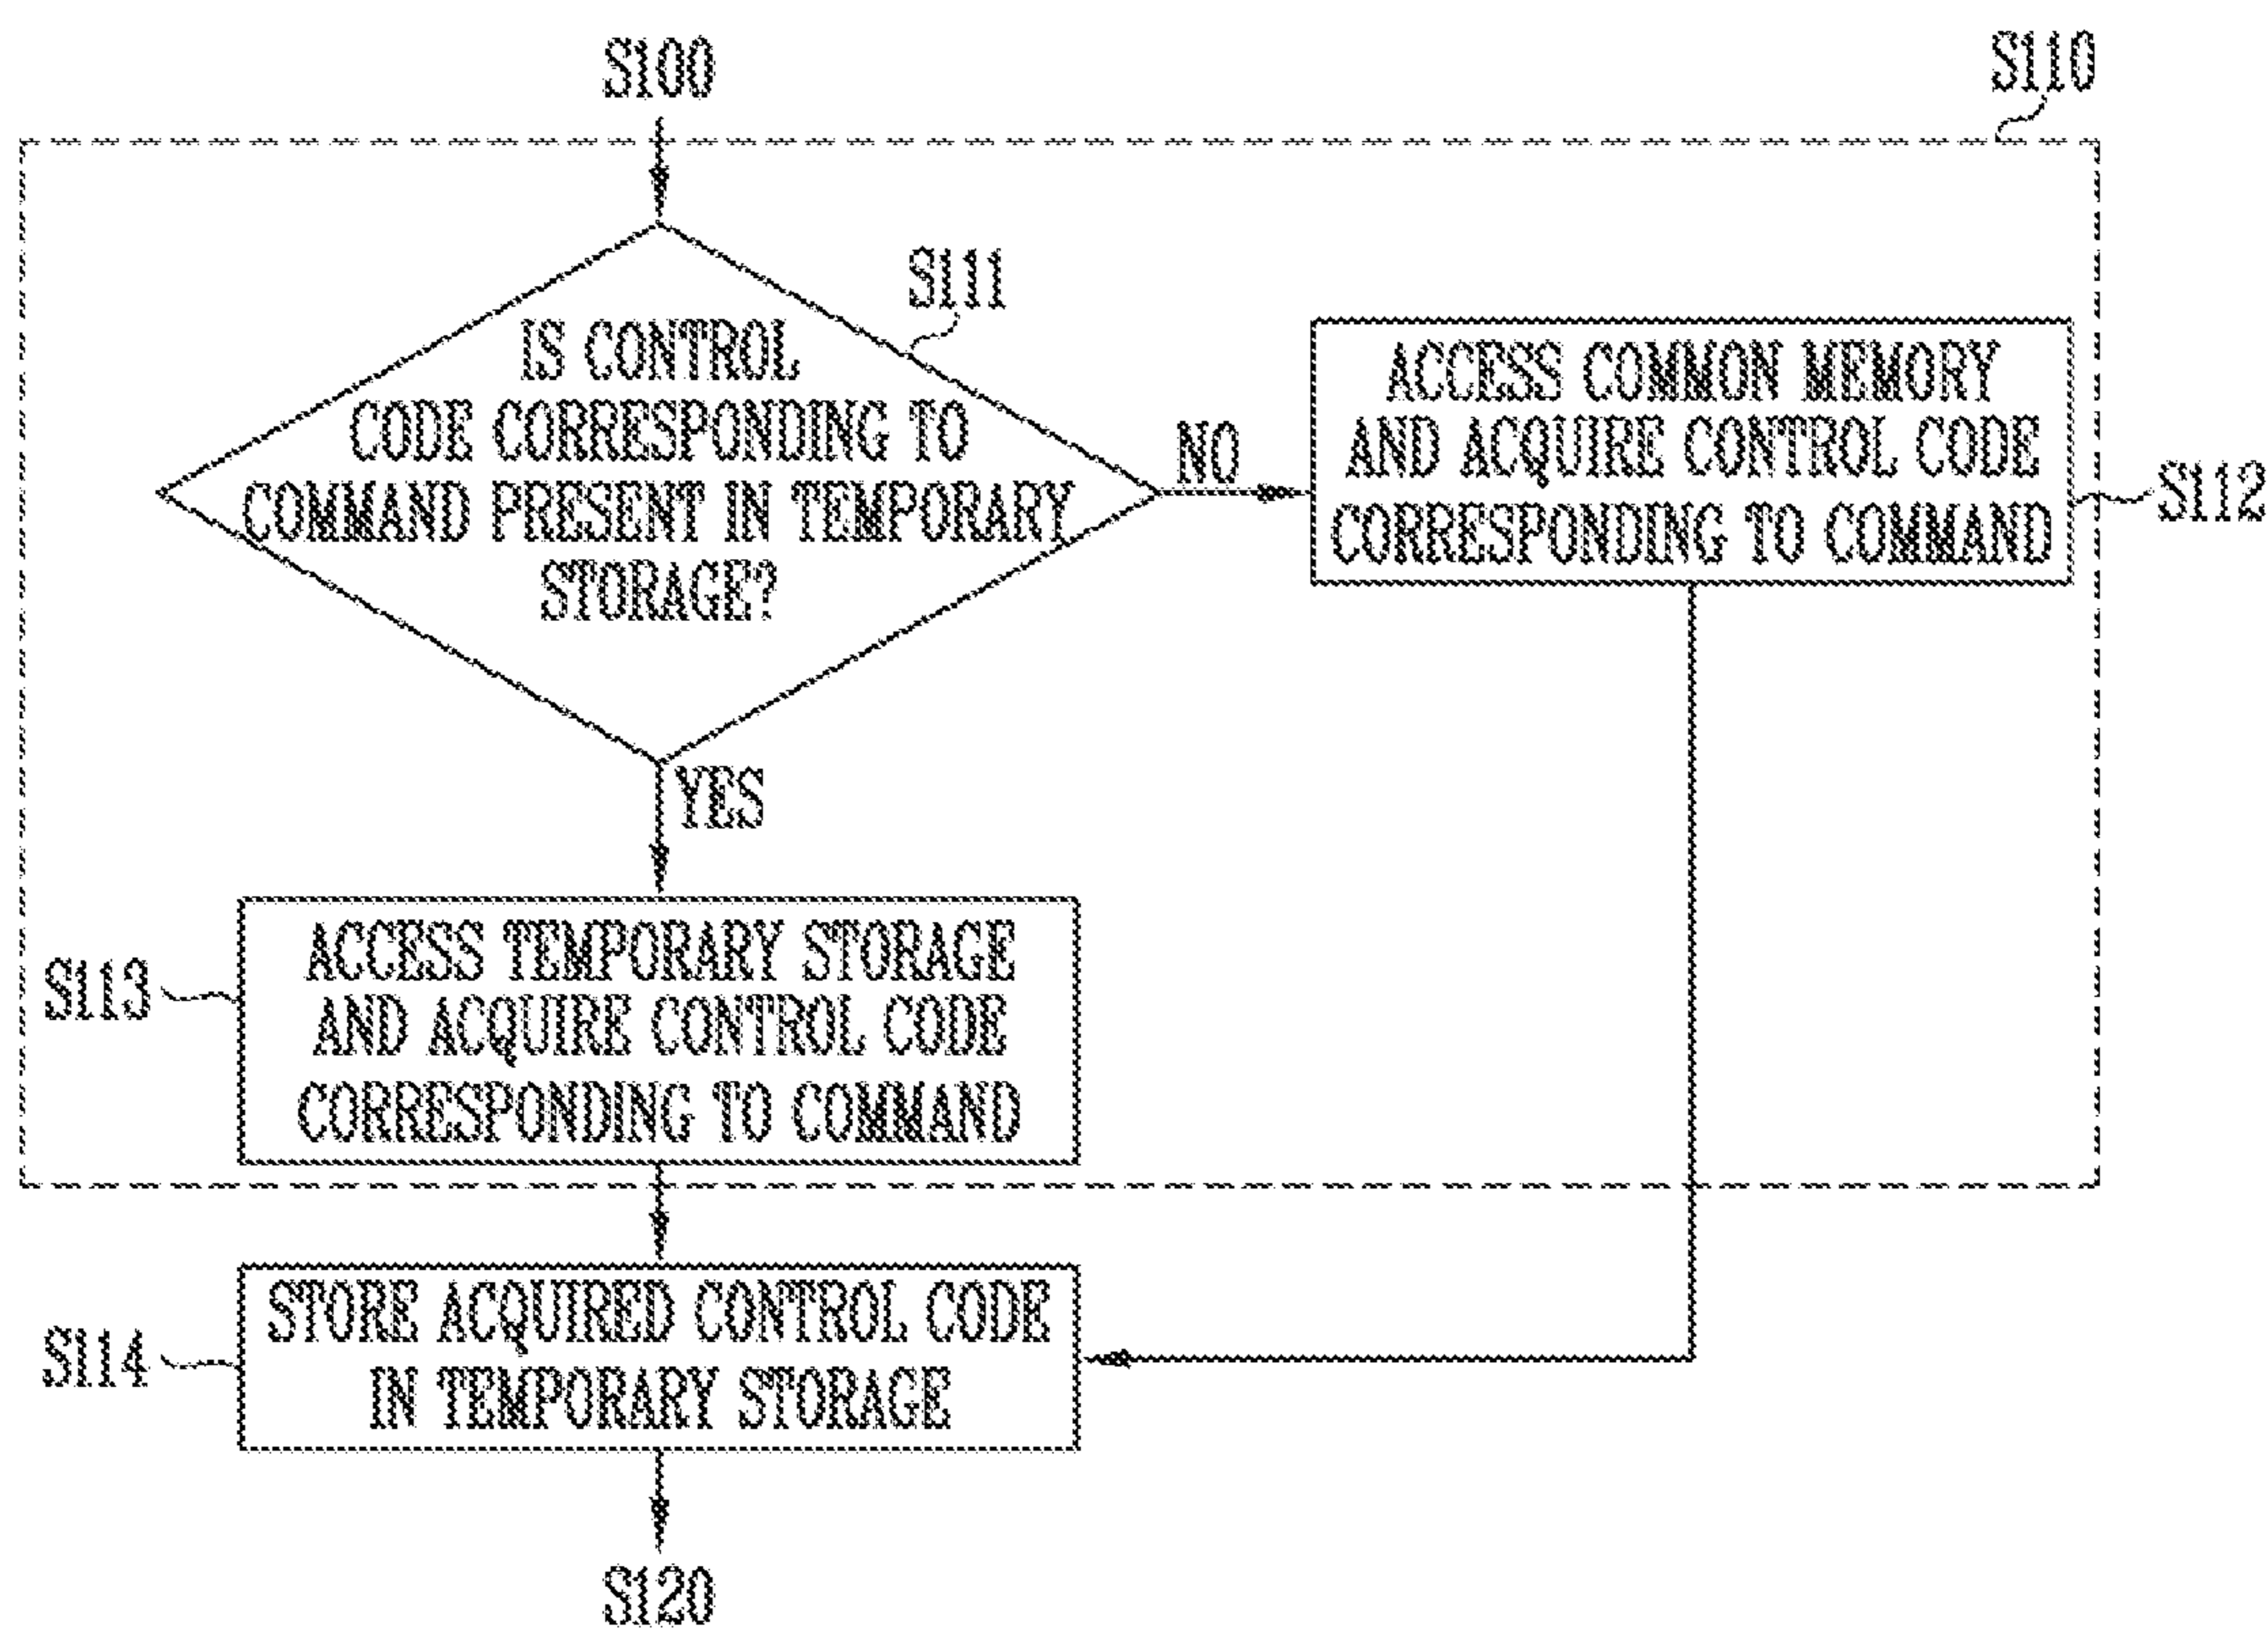 S100
S110
S111
IS CONTROL
CODE CORRESPONDING TO
COMMAND PRESENT IN TEMPORARY
STORAGE?
NO
ACCESS COMMON MEMORY
AND ACQUIRE CONTROL CODE
CORRESPONDING TO COMMAND
S112
YES
S113
ACCESS TEMPORARY STORAGE
AND ACQUIRE CONTROL CODE
CORRESPONDING TO COMMAND
S114
STORE ACQUIRED CONTROL CODE
IN TEMPORARY STORAGE
S120